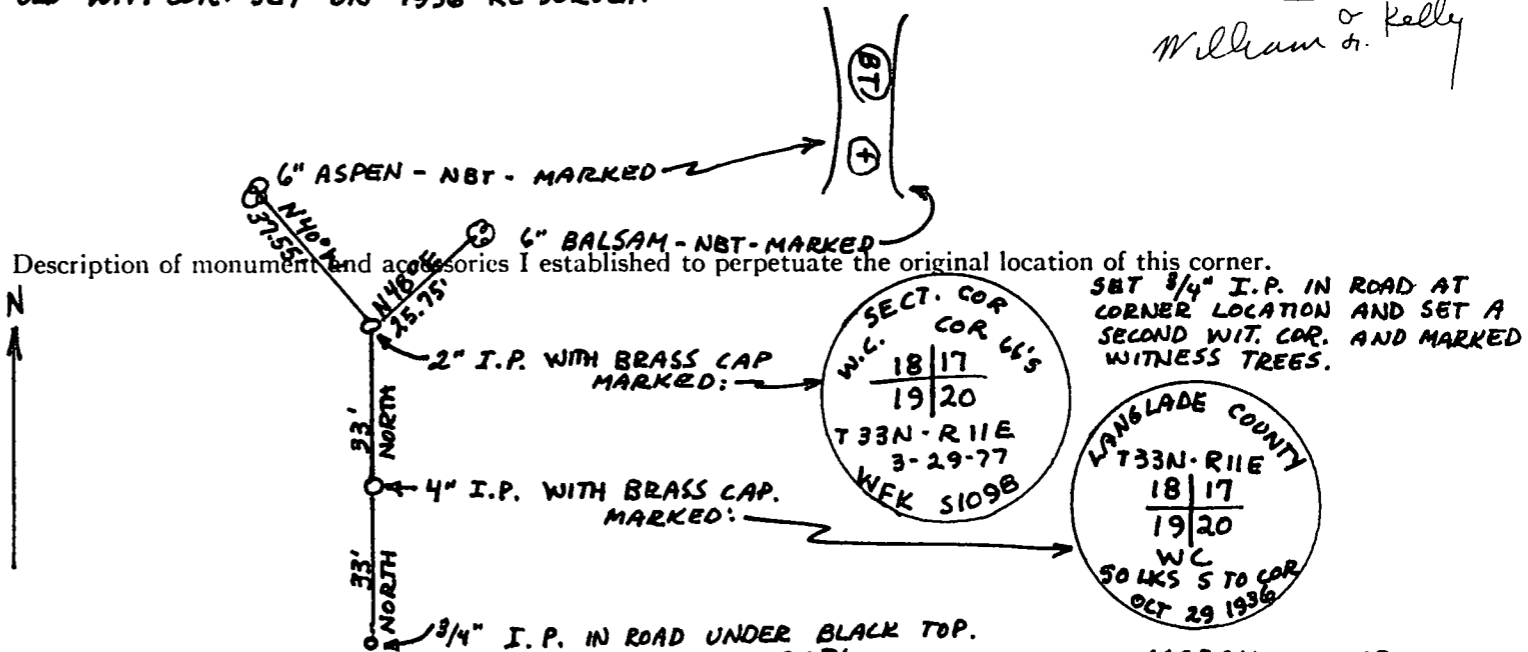 OLD WIT. COR. SET ON 1936 RE-SURVEY.
William F. Kelly
BT
+
6" ASPEN - NBT - MARKED
N40°W
37.55'
6" BALSAM - NBT - MARKED
Description of monument and accessories I established to perpetuate the original location of this corner.
N
N48°E
25.75'
SET 3/4" I.P. IN ROAD AT
CORNER LOCATION AND SET A
SECOND WIT. COR. AND MARKED
WITNESS TREES.
2" I.P. WITH BRASS CAP
MARKED:
W.C. SECT. COR
COR 66'S
18 17
19 20
T33N-R11E
3-29-77
WFK S1098
33'
NORTH
4" I.P. WITH BRASS CAP.
MARKED:
LANGLADE COUNTY
T33N-R11E
18 17
19 20
WC
50 LKS S TO COR
OCT 29 1936
33'
NORTH
3/4" I.P. IN ROAD UNDER BLACK TOP.